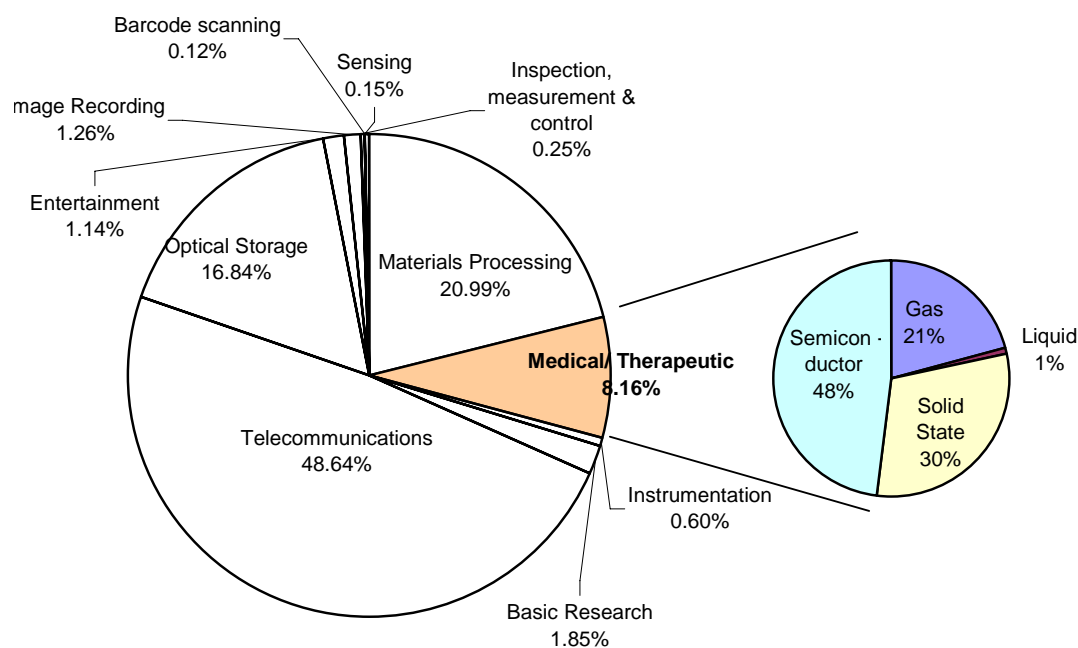 Barcode scanning
0.12%
Sensing
0.15%
Inspection,
measurement &
control
0.25%
mage Recording
1.26%
Entertainment
1.14%
Optical Storage
16.84%
Materials Processing
20.99%
Medical/ Therapeutic
8.16%
Telecommunications
48.64%
Instrumentation
0.60%
Basic Research
1.85%
Gas
21%
Liquid
1%
Semicon -
ductor
48%
Solid
State
30%